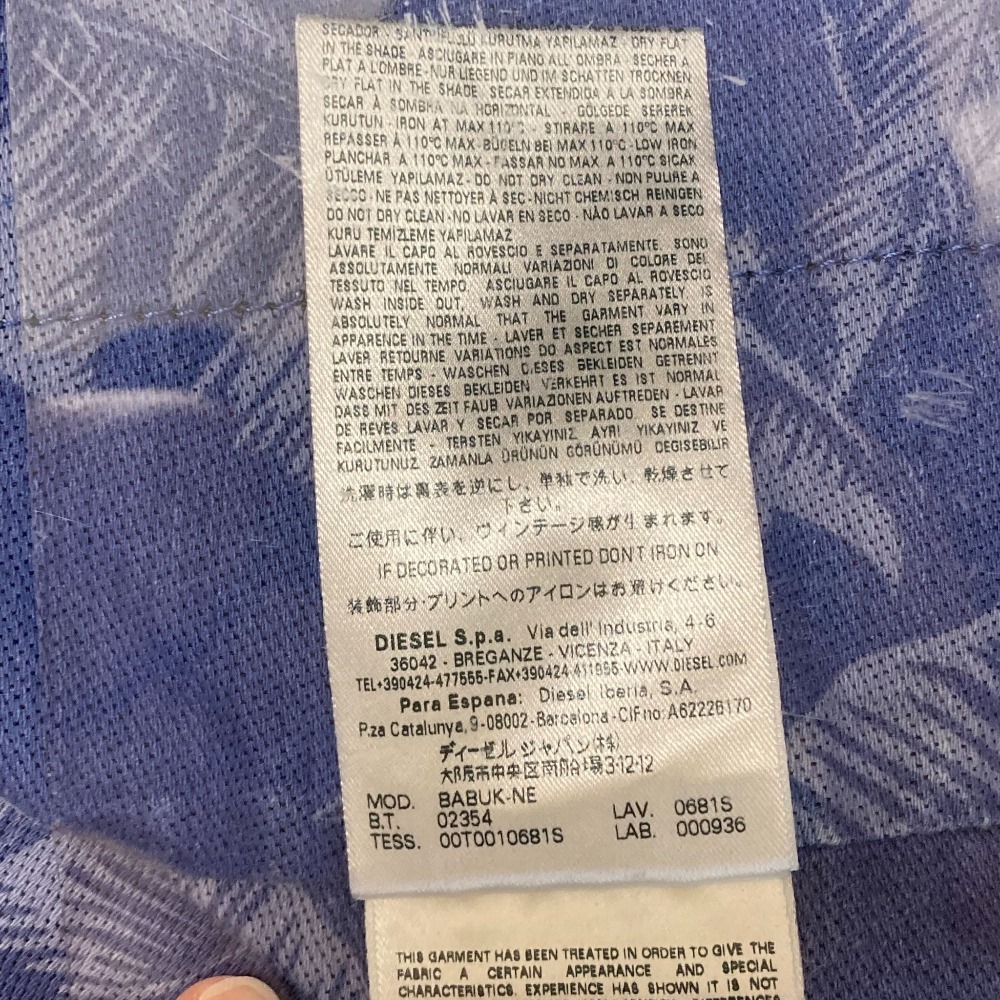 SECADOR - KURUTMA YAPILAMAZ - DRY FLAT
IN THE SHADE - ASCIUGARE IN PIANO ALL' OMBRA - SECHER A
PLAT A L'OMBRE - NUR LIEGEND UND IM SCHATTEN TROCKNEN
DRY FLAT IN THE SHADE. SECAR EXTENDIGA A LA SOMBRA
SECAR À SOMBRA NA HORIZONTAL GÖLGEDE SEREREK
KURUTUN - IRON AT MAX 110°C - STIRARE A 110°C MAX
REPASSER À 110°C MAX - BÜGELN BEI MAX 110°C - LOW IRON
PLANCHAR A 110°C MAX - PASSAR NO MAX. A 110°C SICAK
ÜTÜLEME YAPILAMAZ - DO NOT DRY CLEAN - NON PULIRE A
SECCO - NE PAS NETTOYER À SEC - NICHT CHEMISCH REINIGEN
DO NOT DRY CLEAN - NO LAVAR EN SECO - NÀO LAVAR A SECO
KURU TEMIZLEME YAPILAMAZ
LAVARE IL CAPO AL ROVESCIO E SEPARATAMENTE. SONO
ASSOLUTAMENTE NORMALI VARIAZIONI DI COLORE DEL
TESSUTO NEL TEMPO. ASCIUGARE IL CAPO AL ROVESCIO
WASH INSIDE OUT, WASH AND DRY SEPARATELY. IS
ABSOLUTELY NORMAL THAT THE GARMENT VARY IN
APPARENCE IN THE TIME - LAVER ET SECHER SEPAREMENT
LAVER RETOURNE VARIATIONS DO ASPECT EST NORMALES
ENTRE TEMPS - WASCHEN DIESES BEKLEIDEN GETRENNT
WASCHEN DIESES BEKLEIDEN VERKEHRT ES IST NORMAL
DASS MIT DES ZEIT FAUB VARIAZIONEN AUFTREDEN - LAVAR
DE REVES LAVAR Y SECAR POR SEPARADO. SE DESTINE
FACILMENTE - TERSTEN YIKAYINIZ AYRI YIKAYINIZ VE
KURUTUNUZ ZAMANLA ÜRÜNÜN GÖRÜNÜMÜ DEGISEBILIR
洗濯時は裏表を逆にし、単独で洗い、乾燥させて
下さい。
ご使用に伴い、ヴィンテージ感が生まれます。
IF DECORATED OR PRINTED DON'T IRON ON
装飾部分・プリントへのアイロンはお避けください。
DIESEL S.p.a. Via dell' Industria, 4-6
36042 - BREGANZE - VICENZA - ITALY
TEL+390424-477555-FAX+390424-411955-WWW.DIESEL.COM
Para Espana: Diesel Iberia, S.A.
P.za Catalunya, 9-08002-Barcelona-CIF no: A62226170
ディーゼル ジャパン(株)
大阪市中央区南船場3-12-12
MOD. BABUK-NE
B.T. 02354 LAV. 0681S
TESS. 00T0010681S LAB. 000936
THIS GARMENT HAS BEEN TREATED IN ORDER TO GIVE THE
FABRIC A CERTAIN APPEARANCE AND SPECIAL
CHARACTERISTICS. EXPERIENCE HAS SHOWN IT IS NOT